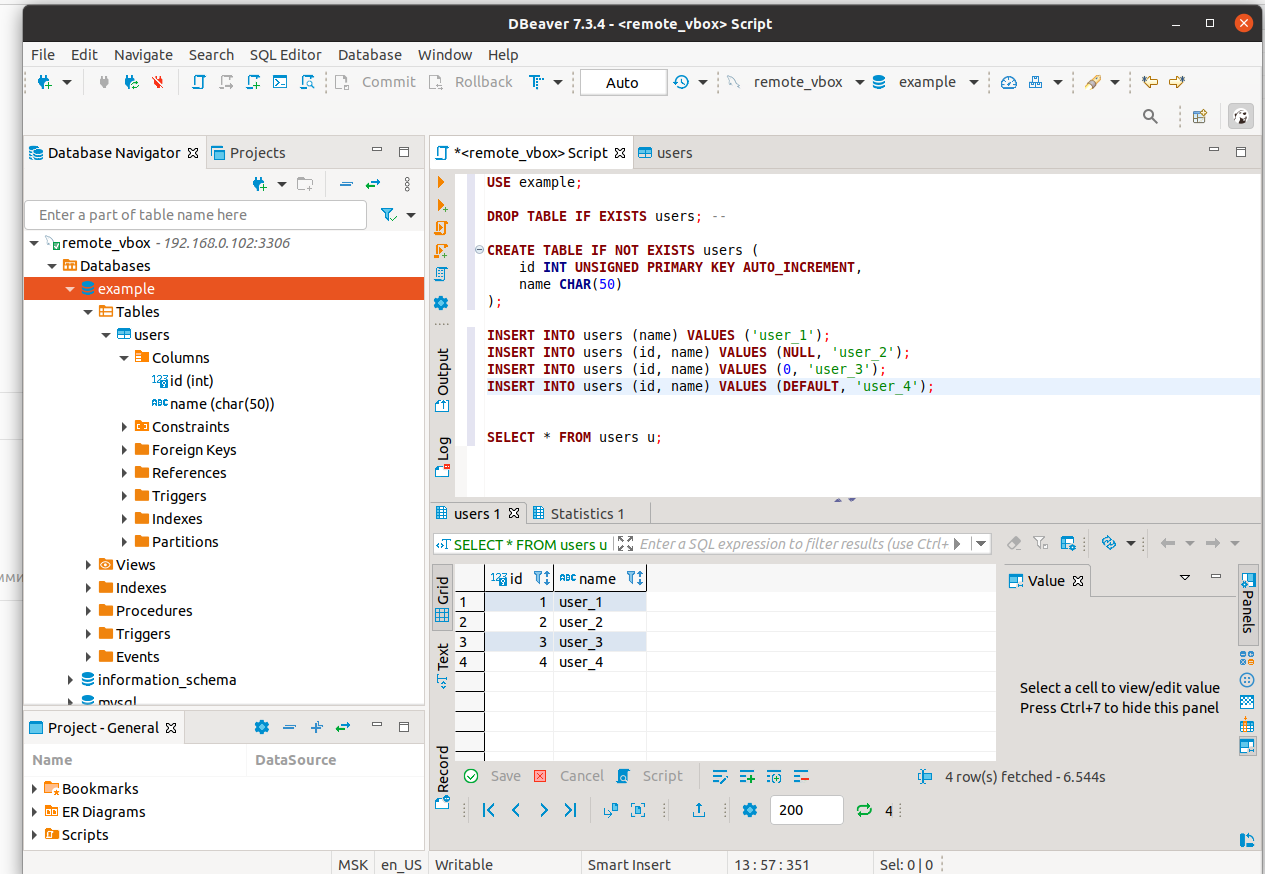 DBeaver 7.3.4 - <remote_vbox> Script
File Edit Navigate Search SQL Editor Database Window Help
Commit Rollback Auto remote_vbox example
Database Navigator Projects
Enter a part of table name here
remote_vbox - 192.168.0.102:3306
Databases
example
Tables
users
Columns
123 id (int)
ABC name (char(50))
Constraints
Foreign Keys
References
Triggers
Indexes
Partitions
Views
Indexes
Procedures
Triggers
Events
information_schema
mysql
Project - General
Name DataSource
Bookmarks
ER Diagrams
Scripts
*<remote_vbox> Script users
USE example;
DROP TABLE IF EXISTS users; --
CREATE TABLE IF NOT EXISTS users (
id INT UNSIGNED PRIMARY KEY AUTO_INCREMENT,
name CHAR(50)
);
INSERT INTO users (name) VALUES ('user_1');
INSERT INTO users (id, name) VALUES (NULL, 'user_2');
INSERT INTO users (id, name) VALUES (0, 'user_3');
INSERT INTO users (id, name) VALUES (DEFAULT, 'user_4');
SELECT * FROM users u;
Output
Log
users 1 Statistics 1
SELECT * FROM users u Enter a SQL expression to filter results (use Ctrl+
Grid
Text
Record
123 id ABC name
1 1 user_1
2 2 user_2
3 3 user_3
4 4 user_4
Value
Select a cell to view/edit value
Press Ctrl+7 to hide this panel
Panels
Save Cancel Script 4 row(s) fetched - 6.544s
200 4
MSK en_US Writable Smart Insert 13 : 57 : 351 Sel: 0 | 0